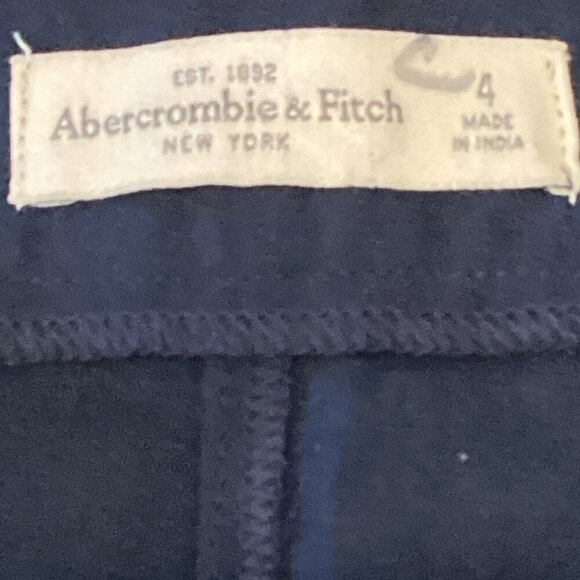 EST. 1892
Abercrombie & Fitch
NEW YORK
4
MADE
IN INDIA